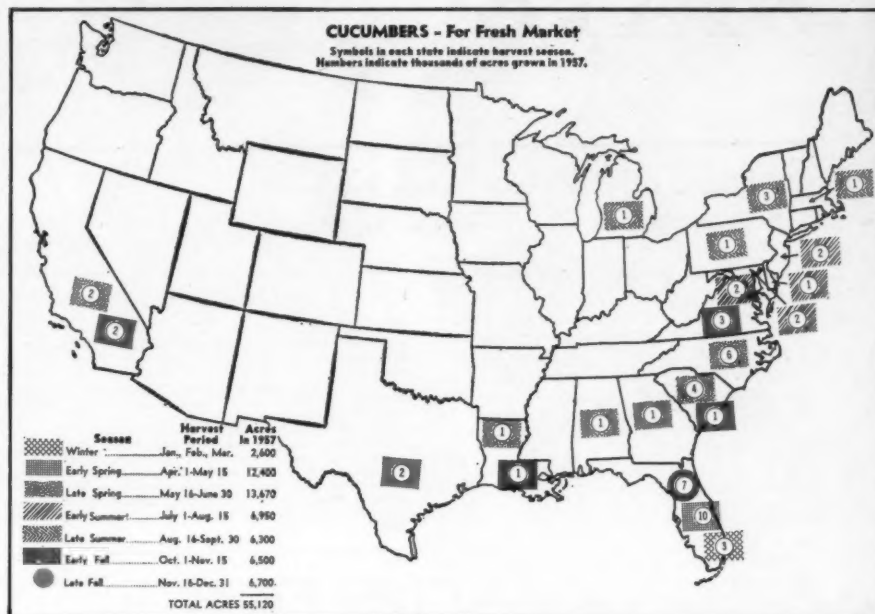 CUCUMBERS - For Fresh Market
Symbols in each state indicate harvest season.
Numbers indicate thousands of acres grown in 1957.
1
3
1
1
2
2
1
3
2
2
2
6
4
1
1
1
1
2
1
7
10
3
Season Harvest Period Acres In 1957
Winter Jan., Feb., Mar. 2,600
Early Spring Apr. 1-May 15 12,400
Late Spring May 16-June 30 13,670
Early Summer July 1-Aug. 15 6,950
Late Summer Aug. 16-Sept. 30 6,300
Early Fall Oct. 1-Nov. 15 6,500
Late Fall Nov. 16-Dec. 31 6,700
TOTAL ACRES 55,120